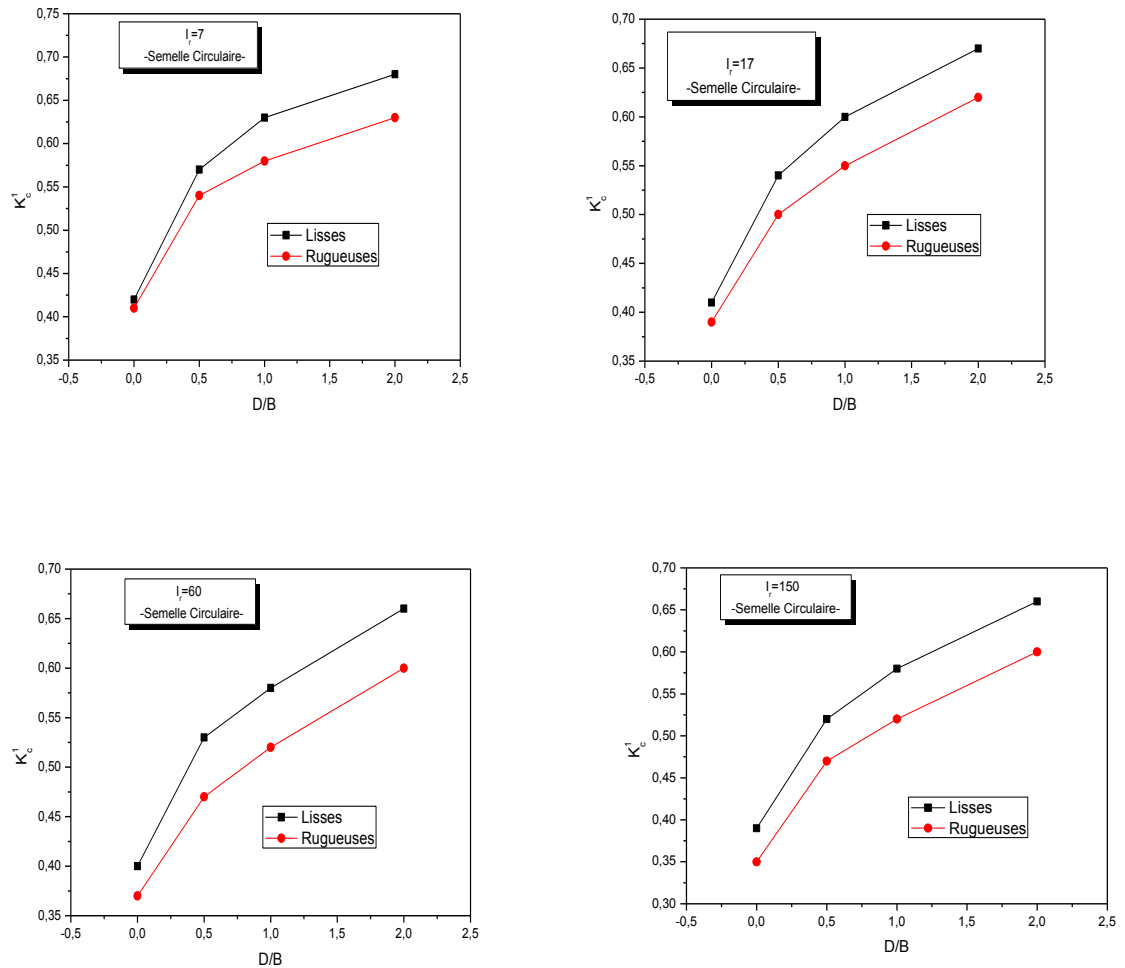 0,75
0,70
0,65
0,60
0,55
0,50
0,45
0,40
0,35
K_c^1
I_r=7
-Semelle Circulaire-
Lisses
Rugueuses
-0,5 0,0 0,5 1,0 1,5 2,0 2,5
D/B
0,70
0,65
0,60
0,55
0,50
0,45
0,40
0,35
K_c^1
I_r=17
-Semelle Circulaire-
Lisses
Rugueuses
-0,5 0,0 0,5 1,0 1,5 2,0 2,5
D/B
0,70
0,65
0,60
0,55
0,50
0,45
0,40
0,35
K_c^1
I_r=60
-Semelle Circulaire-
Lisses
Rugueuses
-0,5 0,0 0,5 1,0 1,5 2,0 2,5
D/B
0,70
0,65
0,60
0,55
0,50
0,45
0,40
0,35
0,30
K_c^1
I_r=150
-Semelle Circulaire-
Lisses
Rugueuses
-0,5 0,0 0,5 1,0 1,5 2,0 2,5
D/B